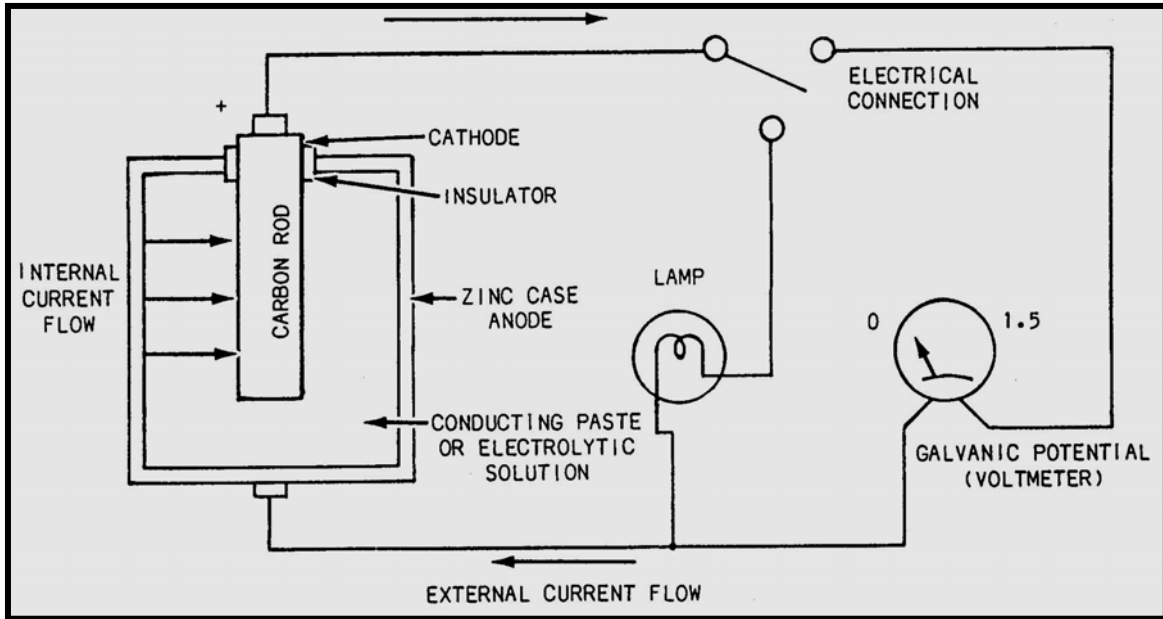 ELECTRICAL
CONNECTION
+
CATHODE
INSULATOR
CARBON ROD
INTERNAL
CURRENT
FLOW
ZINC CASE
ANODE
LAMP
0
1.5
CONDUCTING PASTE
OR ELECTROLYTIC
SOLUTION
GALVANIC POTENTIAL
(VOLTMETER)
EXTERNAL CURRENT FLOW